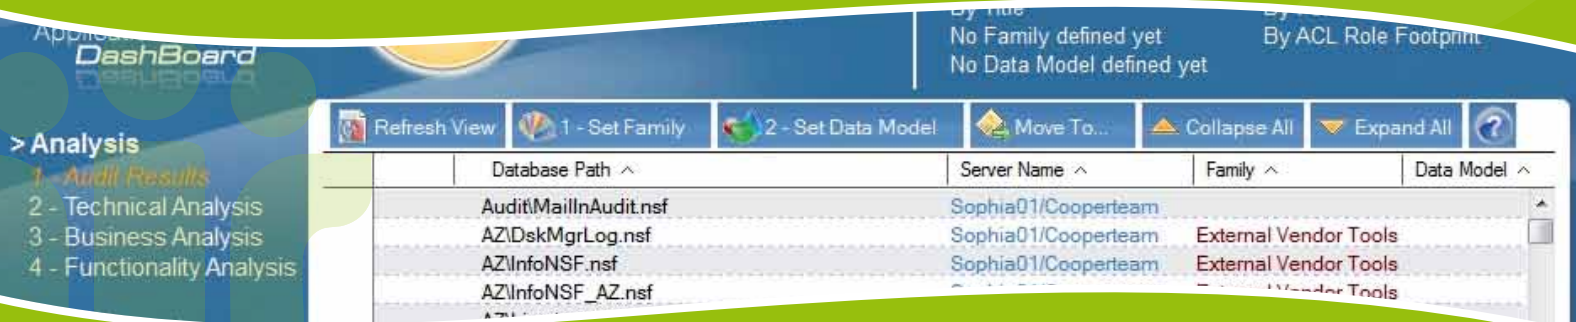 DashBoard
No Family defined yet
By ACL Role Footprint
No Data Model defined yet
> Analysis
1 - Audit Results
2 - Technical Analysis
3 - Business Analysis
4 - Functionality Analysis
Refresh View
1 - Set Family
2 - Set Data Model
Move To...
Collapse All
Expand All
?
Database Path
Server Name
Family
Data Model
Audit\MailInAudit.nsf Sophia01/Cooperteam
AZ\DskMgrLog.nsf Sophia01/Cooperteam External Vendor Tools
AZ\InfoNSF.nsf Sophia01/Cooperteam External Vendor Tools
AZ\InfoNSF_AZ.nsf Tools